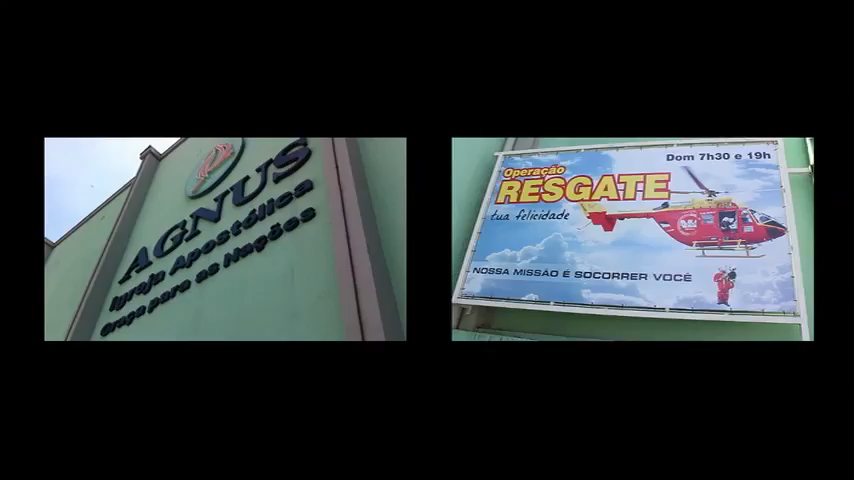 AGNUS
Igreja Apostólica
Graça para as Nações
Dom 7h30 e 19h
Operação
RESGATE
tua felicidade
NOSSA MISSÃO É SOCORRER VOCÊ